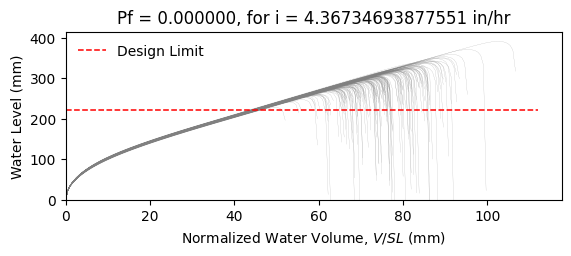 Pf = 0.000000, for i = 4.36734693877551 in/hr
Design Limit
Water Level (mm)
400
300
200
100
0
0 20 40 60 80 100
Normalized Water Volume, V/SL (mm)